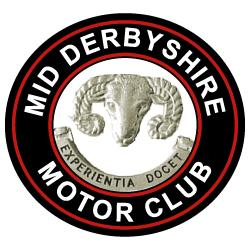 MID DERBYSHIRE
EXPERIENTIA DOCET
MOTOR CLUB